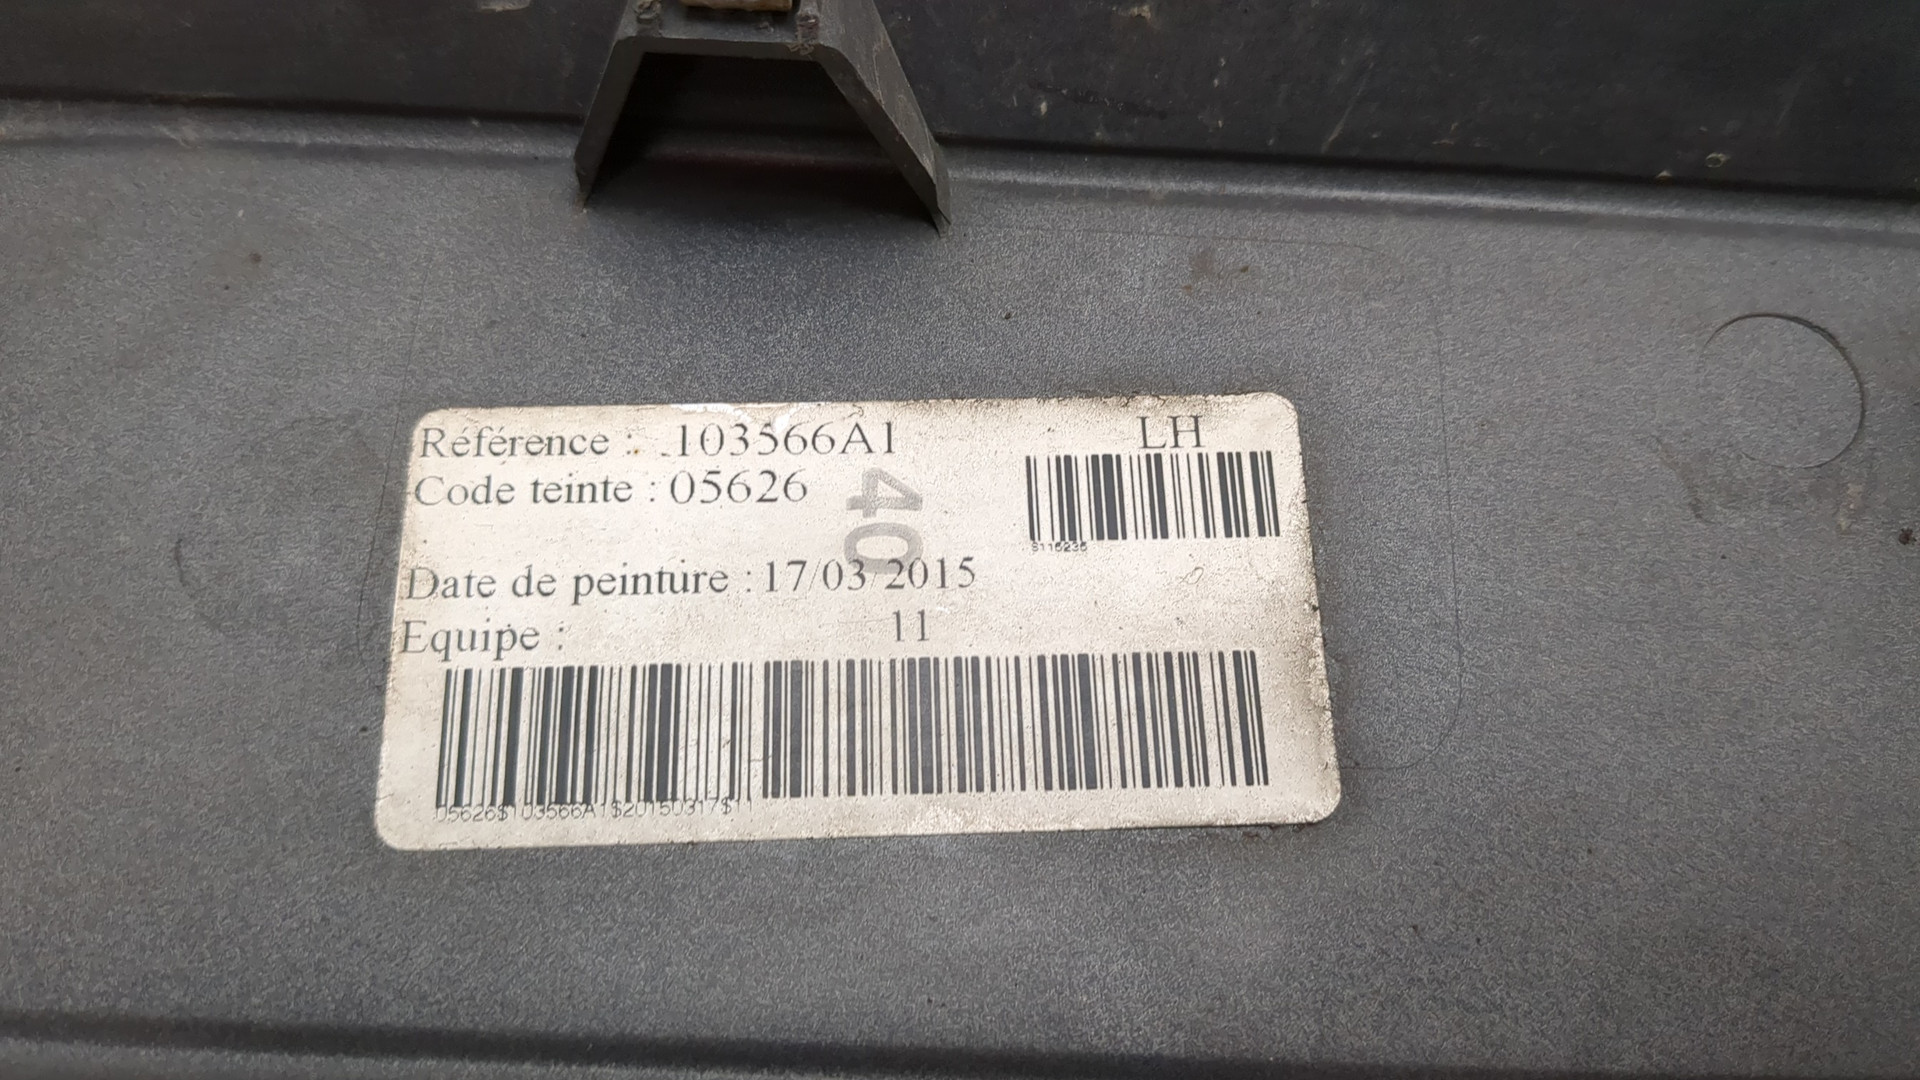 Référence : 103566A1
LH
Code teinte : 05626
40
S115235
Date de peinture : 17/03/2015
Equipe : 11
05626$103566A1$20150317$11